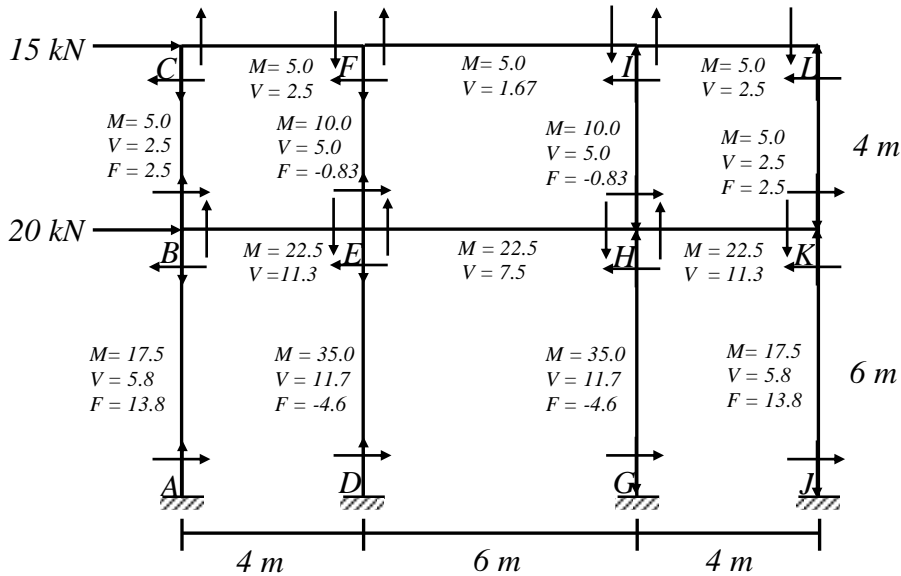 15 kN
C
F
I
L
M= 5.0
V = 2.5
M= 5.0
V = 1.67
M= 5.0
V = 2.5
M= 5.0
V = 2.5
F = 2.5
M= 10.0
V = 5.0
F = -0.83
M= 10.0
V = 5.0
F = -0.83
M= 5.0
V = 2.5
F = 2.5
4 m
20 kN
B
E
H
K
M = 22.5
V =11.3
M = 22.5
V = 7.5
M = 22.5
V =11.3
M= 17.5
V = 5.8
F = 13.8
M = 35.0
V = 11.7
F = -4.6
M = 35.0
V = 11.7
F = -4.6
M= 17.5
V = 5.8
F = 13.8
6 m
A
D
G
J
4 m
6 m
4 m